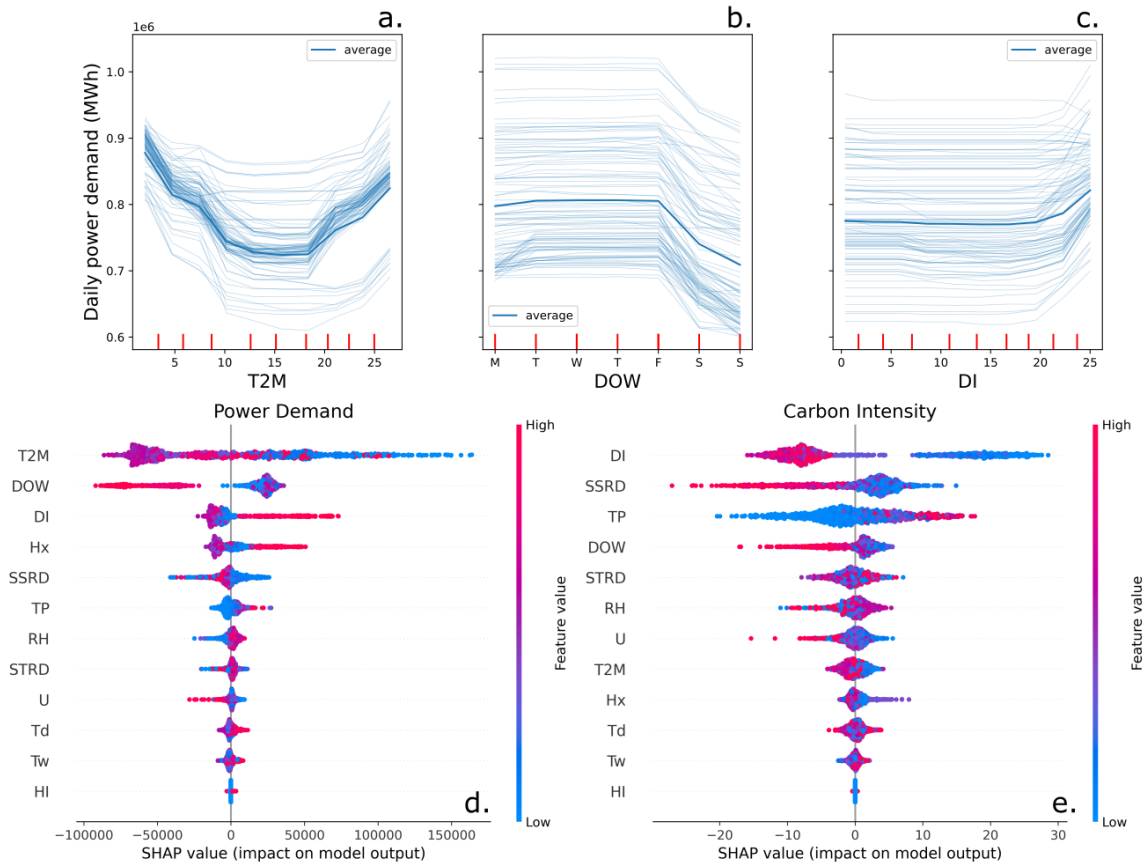 a.
b.
c.
1e6
average
average
average
Daily power demand (MWh)
1.0
0.9
0.8
0.7
0.6
5 10 15 20 25
M T W T F S S
0 5 10 15 20 25
T2M
DOW
DI
Power Demand
T2M
DOW
DI
Hx
SSRD
TP
RH
STRD
U
Td
Tw
HI
High
Feature value
Low
d.
−100000 −50000 0 50000 100000 150000
SHAP value (impact on model output)
Carbon Intensity
DI
SSRD
TP
DOW
STRD
RH
U
T2M
Hx
Td
Tw
HI
High
Feature value
Low
e.
−20 −10 0 10 20 30
SHAP value (impact on model output)